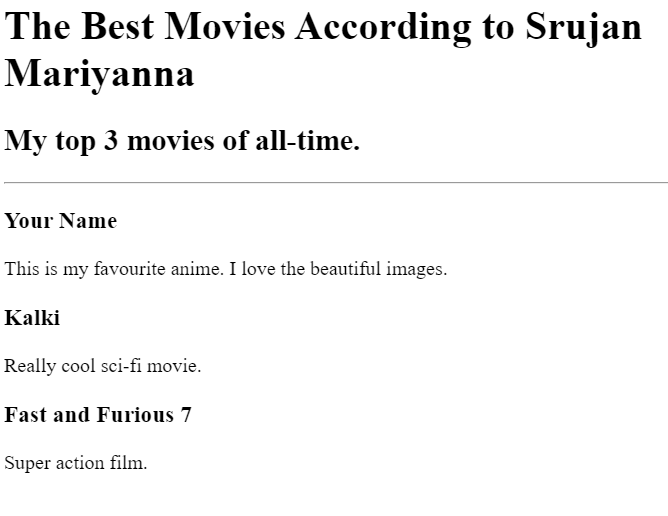 The Best Movies According to Srujan
Mariyanna
My top 3 movies of all-time.
Your Name
This is my favourite anime. I love the beautiful images.
Kalki
Really cool sci-fi movie.
Fast and Furious 7
Super action film.